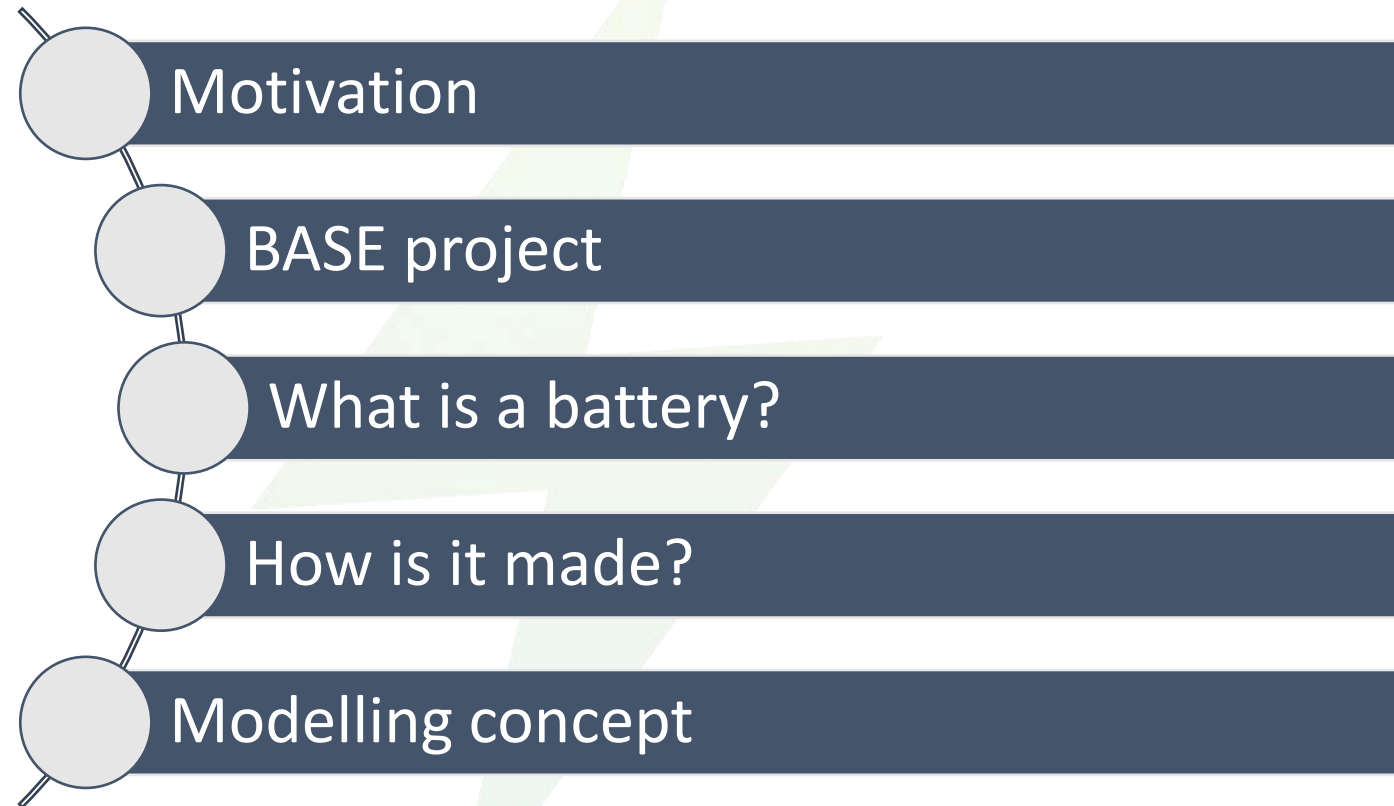 Motivation
BASE project
What is a battery?
How is it made?
Modelling concept